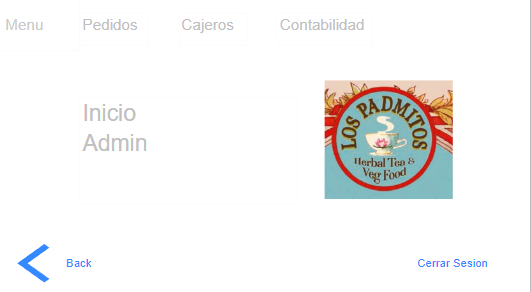 Menu Pedidos Cajeros Contabilidad
Inicio
Admin
LOS PADMITOS
Herbal Tea &
Veg Food
Back Cerrar Sesion